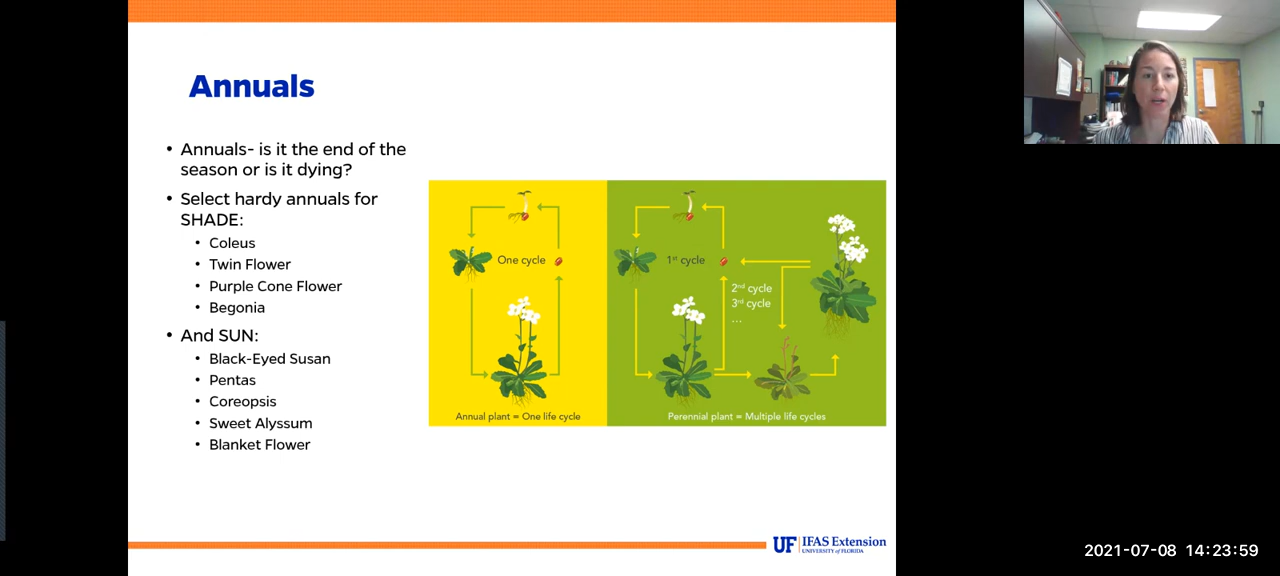 Annuals
• Annuals- is it the end of the
season or is it dying?
• Select hardy annuals for
SHADE:
• Coleus
• Twin Flower
• Purple Cone Flower
• Begonia
• And SUN:
• Black-Eyed Susan
• Pentas
• Coreopsis
• Sweet Alyssum
• Blanket Flower
One cycle
Annual plant = One life cycle
1st cycle
2nd cycle
3rd cycle
...
Perennial plant = Multiple life cycles
UF IFAS Extension
UNIVERSITY of FLORIDA
2021-07-08 14:23:59